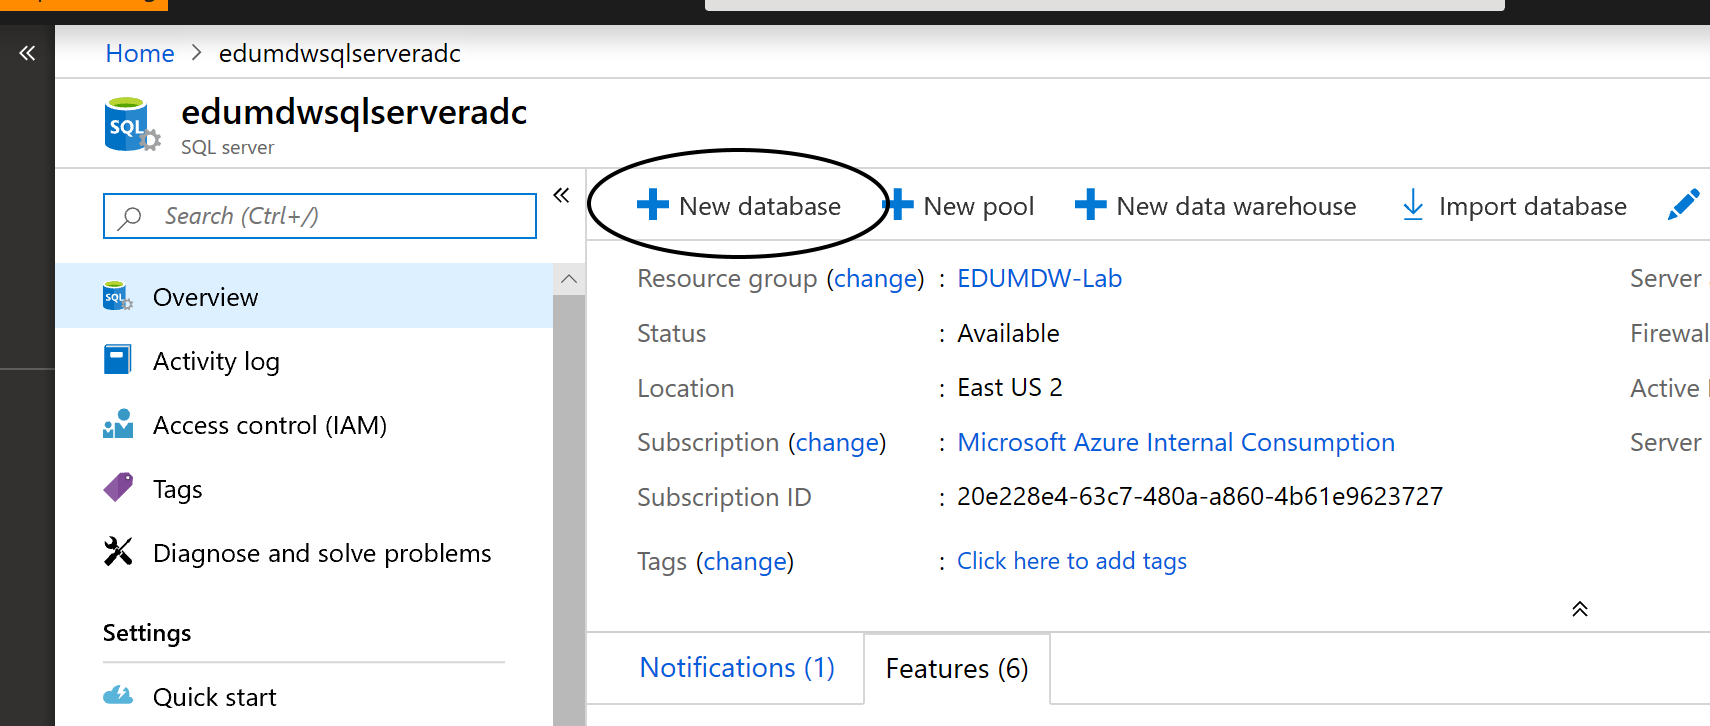 Home > edumdwsqlserveradc
edumdwsqlserveradc
SQL
SQL server
Search (Ctrl+/)
New database
New pool
New data warehouse
Import database
SQL
Overview
Activity log
Access control (IAM)
Tags
Diagnose and solve problems
Settings
Quick start
Resource group (change) : EDUMDW-Lab
Status : Available
Location : East US 2
Subscription (change) : Microsoft Azure Internal Consumption
Subscription ID : 20e228e4-63c7-480a-a860-4b61e9623727
Tags (change) : Click here to add tags
Server
Firewal
Active
Server
Notifications (1)
Features (6)